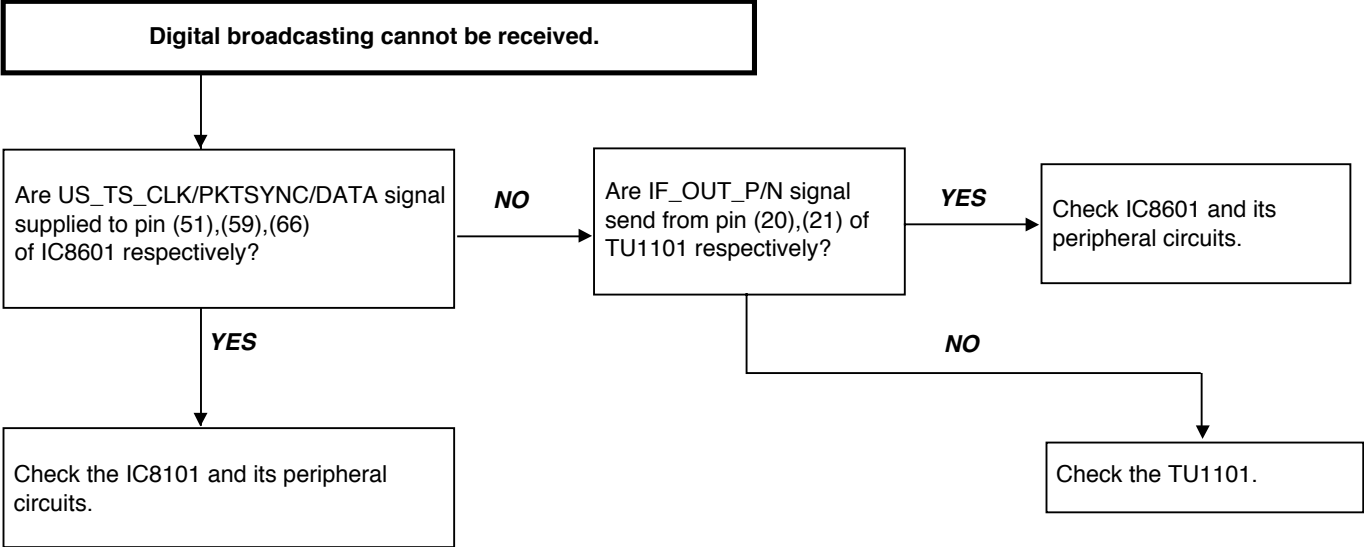 Digital broadcasting cannot be received.
Are US_TS_CLK/PKTSYNC/DATA signal
supplied to pin (51),(59),(66)
of IC8601 respectively?
NO
Are IF_OUT_P/N signal
send from pin (20),(21) of
TU1101 respectively?
YES
Check IC8601 and its
peripheral circuits.
YES
NO
Check the IC8101 and its peripheral
circuits.
Check the TU1101.